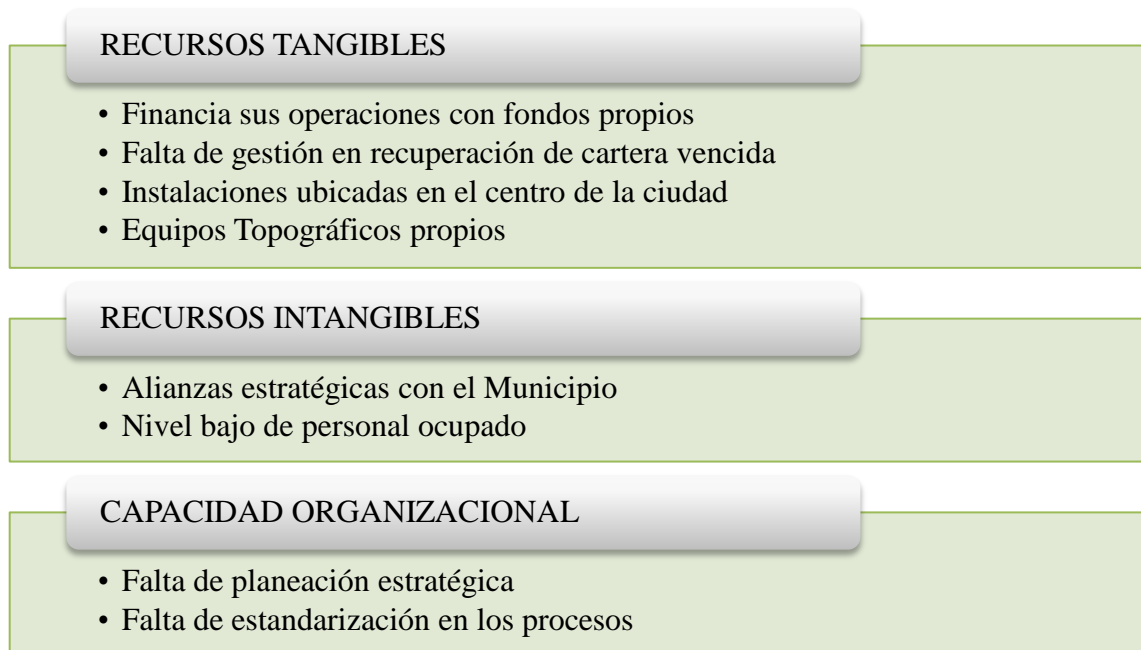 RECURSOS TANGIBLES
• Financia sus operaciones con fondos propios
• Falta de gestión en recuperación de cartera vencida
• Instalaciones ubicadas en el centro de la ciudad
• Equipos Topográficos propios
RECURSOS INTANGIBLES
• Alianzas estratégicas con el Municipio
• Nivel bajo de personal ocupado
CAPACIDAD ORGANIZACIONAL
• Falta de planeación estratégica
• Falta de estandarización en los procesos